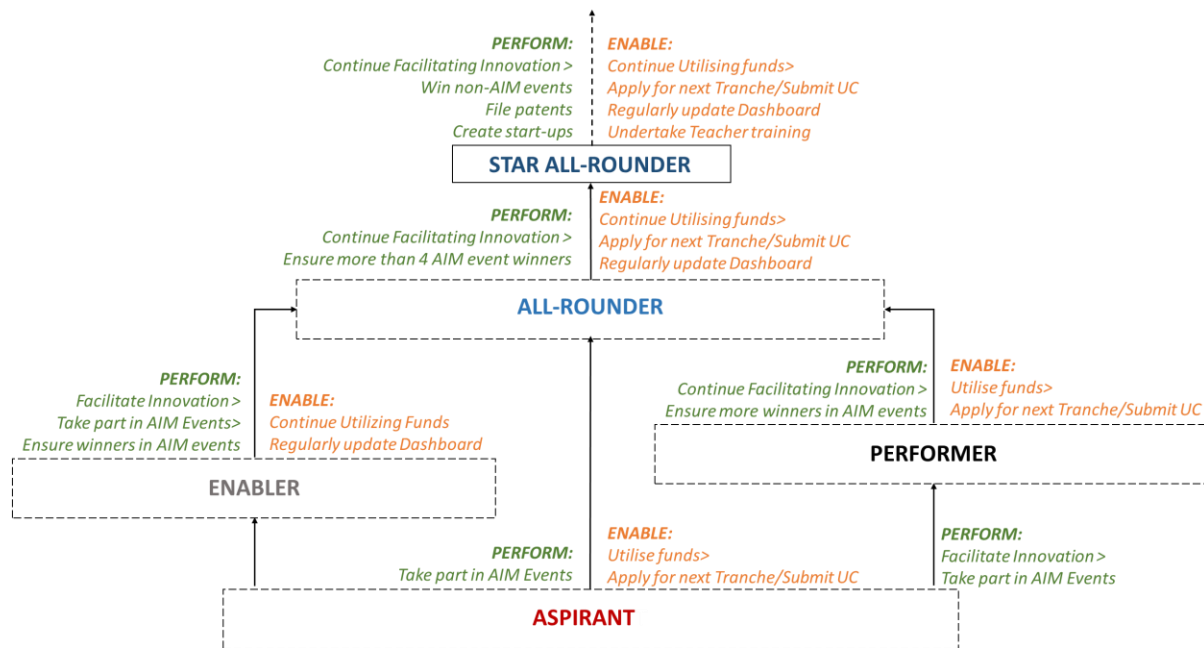 PERFORM:
Continue Facilitating Innovation >
Win non-AIM events
File patents
Create start-ups
ENABLE:
Continue Utilising funds>
Apply for next Tranche/Submit UC
Regularly update Dashboard
Undertake Teacher training
STAR ALL-ROUNDER
PERFORM:
Continue Facilitating Innovation >
Ensure more than 4 AIM event winners
ENABLE:
Continue Utilising funds>
Apply for next Tranche/Submit UC
Regularly update Dashboard
ALL-ROUNDER
PERFORM:
Facilitate Innovation >
Take part in AIM Events>
Ensure winners in AIM events
ENABLE:
Continue Utilizing Funds
Regularly update Dashboard
PERFORM:
Continue Facilitating Innovation >
Ensure more winners in AIM events
ENABLE:
Utilise funds>
Apply for next Tranche/Submit UC
ENABLER
PERFORMER
PERFORM:
Take part in AIM Events
ENABLE:
Utilise funds>
Apply for next Tranche/Submit UC
PERFORM:
Facilitate Innovation >
Take part in AIM Events
ASPIRANT